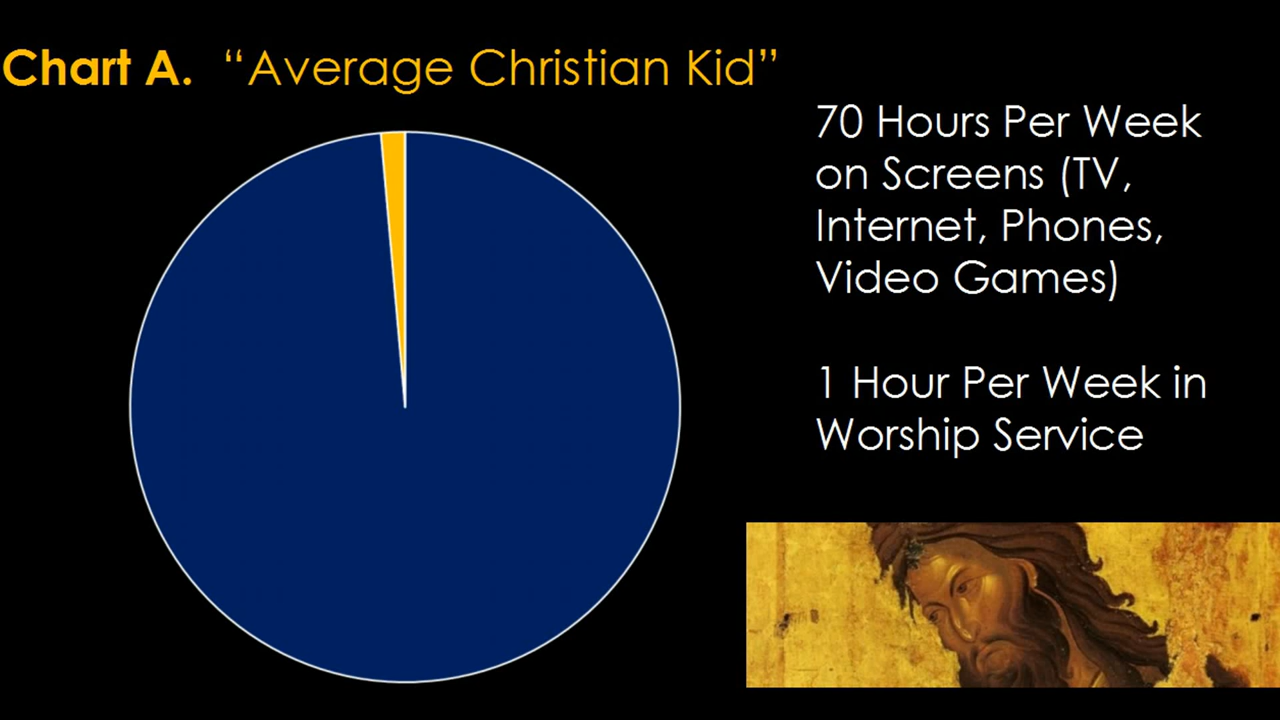 Chart A. “Average Christian Kid”
70 Hours Per Week
on Screens (TV,
Internet, Phones,
Video Games)
1 Hour Per Week in
Worship Service